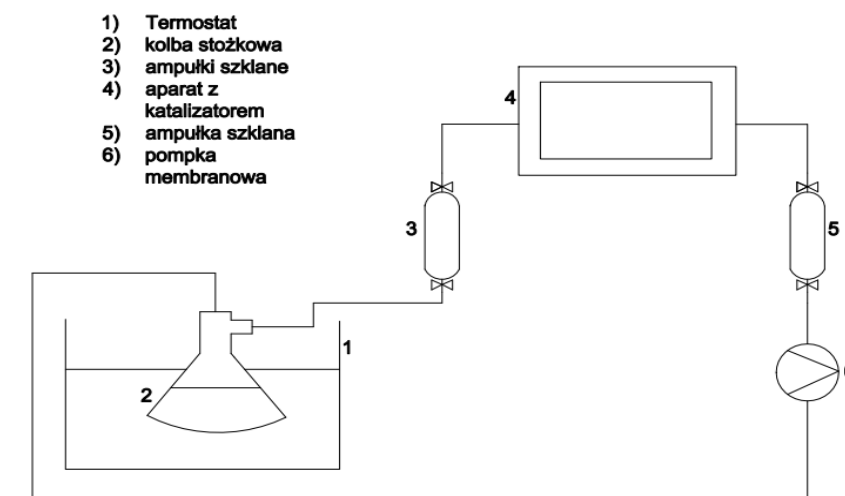 1) Termostat
2) kolba stożkowa
3) ampułki szklane
4) aparat z
katalizatorem
5) ampułka szklana
6) pompka
membranowa
4
3
5
1
2